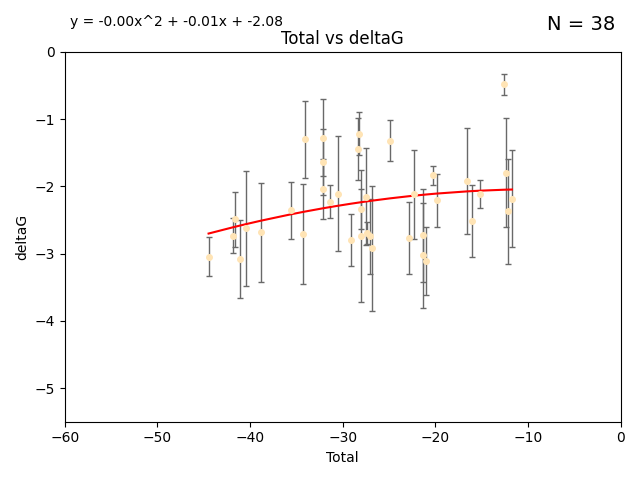 y = -0.00x^2 + -0.01x + -2.08
N = 38
Total vs deltaG
0
−1
−2
−3
−4
−5
deltaG
−60 −50 −40 −30 −20 −10 0
Total